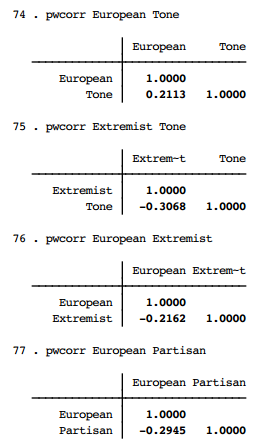 74 . pwcorr European Tone
European Tone
European 1.0000
Tone 0.2113 1.0000
75 . pwcorr Extremist Tone
Extrem~t Tone
Extremist 1.0000
Tone -0.3068 1.0000
76 . pwcorr European Extremist
European Extrem~t
European 1.0000
Extremist -0.2162 1.0000
77 . pwcorr European Partisan
European Partisan
European 1.0000
Partisan -0.2945 1.0000